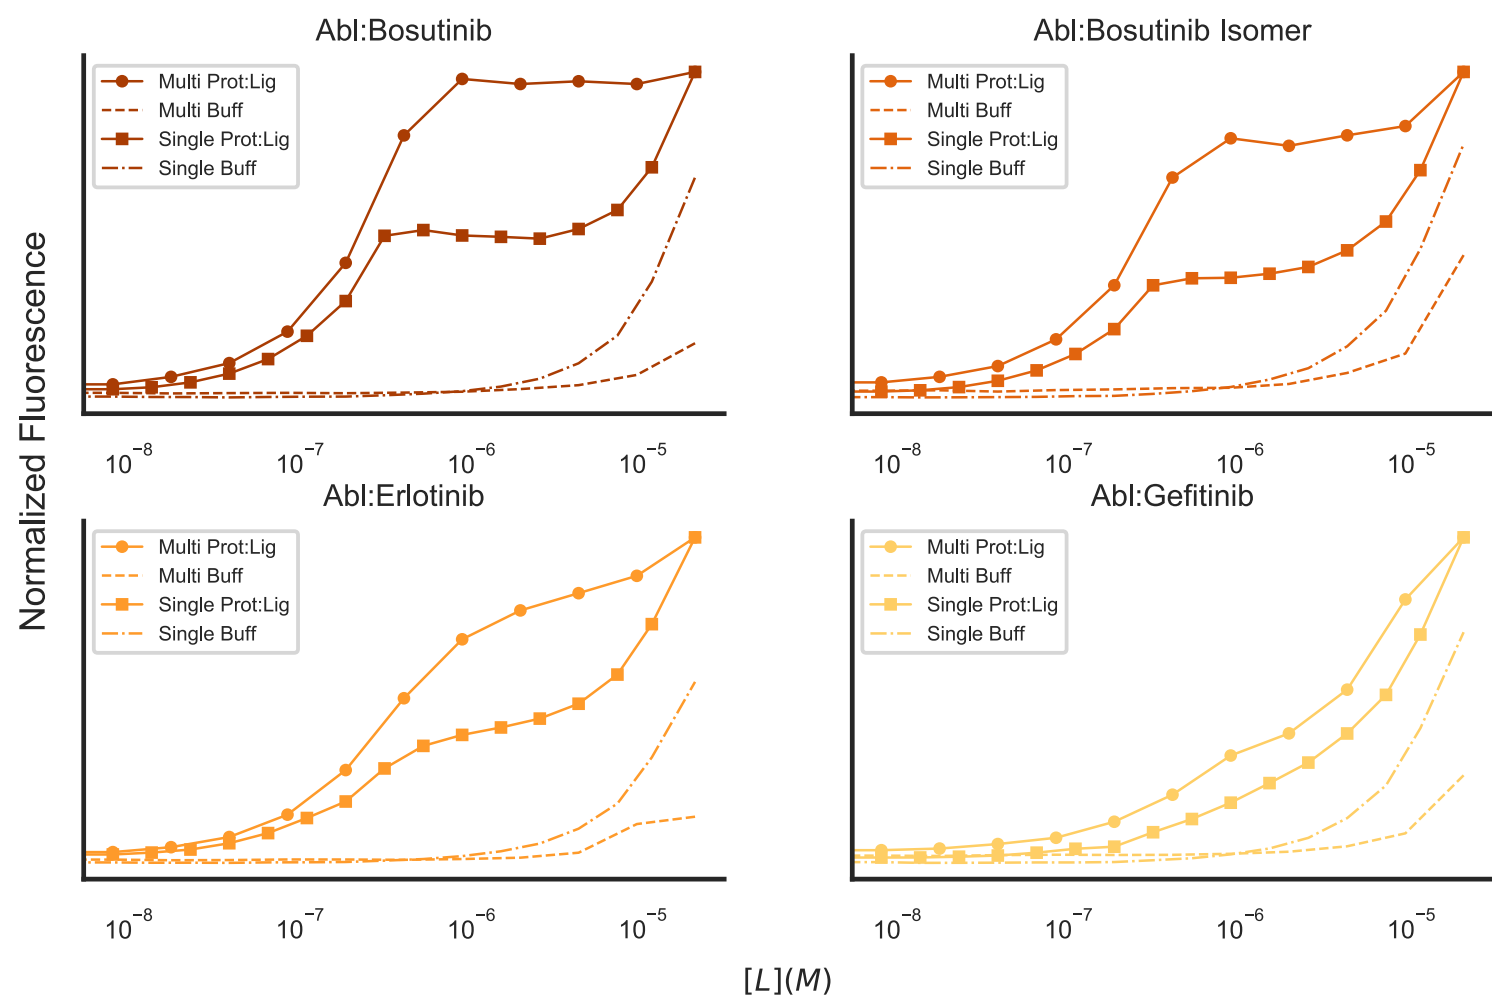 Abl:Bosutinib
Multi Prot:Lig
Multi Buff
Single Prot:Lig
Single Buff
10⁻⁸ 10⁻⁷ 10⁻⁶ 10⁻⁵
Abl:Bosutinib Isomer
Multi Prot:Lig
Multi Buff
Single Prot:Lig
Single Buff
10⁻⁸ 10⁻⁷ 10⁻⁶ 10⁻⁵
Normalized Fluorescence
Abl:Erlotinib
Multi Prot:Lig
Multi Buff
Single Prot:Lig
Single Buff
10⁻⁸ 10⁻⁷ 10⁻⁶ 10⁻⁵
Abl:Gefitinib
Multi Prot:Lig
Multi Buff
Single Prot:Lig
Single Buff
10⁻⁸ 10⁻⁷ 10⁻⁶ 10⁻⁵
[L](M)